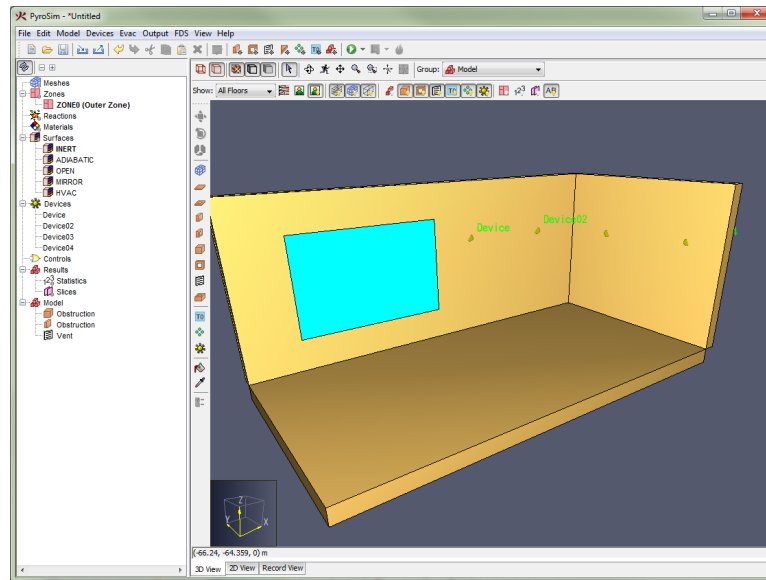 PyroSim - *Untitled
File Edit Model Devices Evac Output FDS View Help
Group: Model
Show: All Floors
Meshes
Zones
ZONE0 (Outer Zone)
Reactions
Materials
Surfaces
INERT
ADIABATIC
OPEN
MIRROR
HVAC
Devices
Device
Device02
Device03
Device04
Controls
Results
Statistics
Slices
Model
Obstruction
Obstruction
Vent
Device
Device02
Z
Y
X
(-66.24, -64.359, 0) m
3D View 2D View Record View